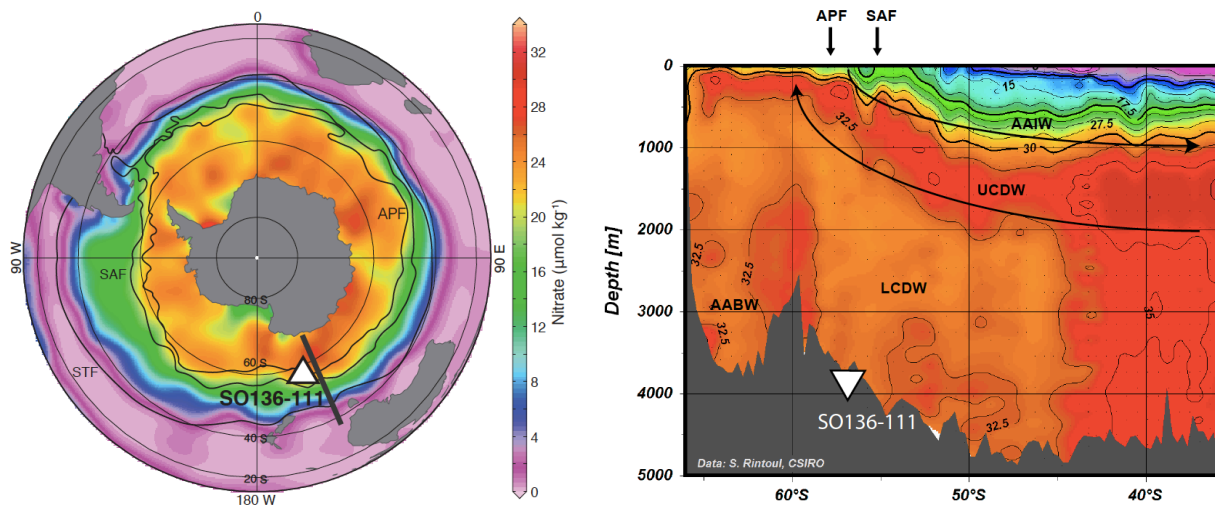 0
90 W
90 E
180 W
APF
SAF
STF
80 S
60 S
40 S
20 S
SO136-111
32
28
24
20
16
12
8
4
0
Nitrate (µmol kg⁻¹)
APF SAF
0
1000
2000
3000
4000
5000
Depth [m]
60°S 50°S 40°S
15
17.5
27.5
30
32.5
AAIW
UCDW
LCDW
AABW
32.5
32.5
32.5
32.5
35
SO136-111
Data: S. Rintoul, CSIRO